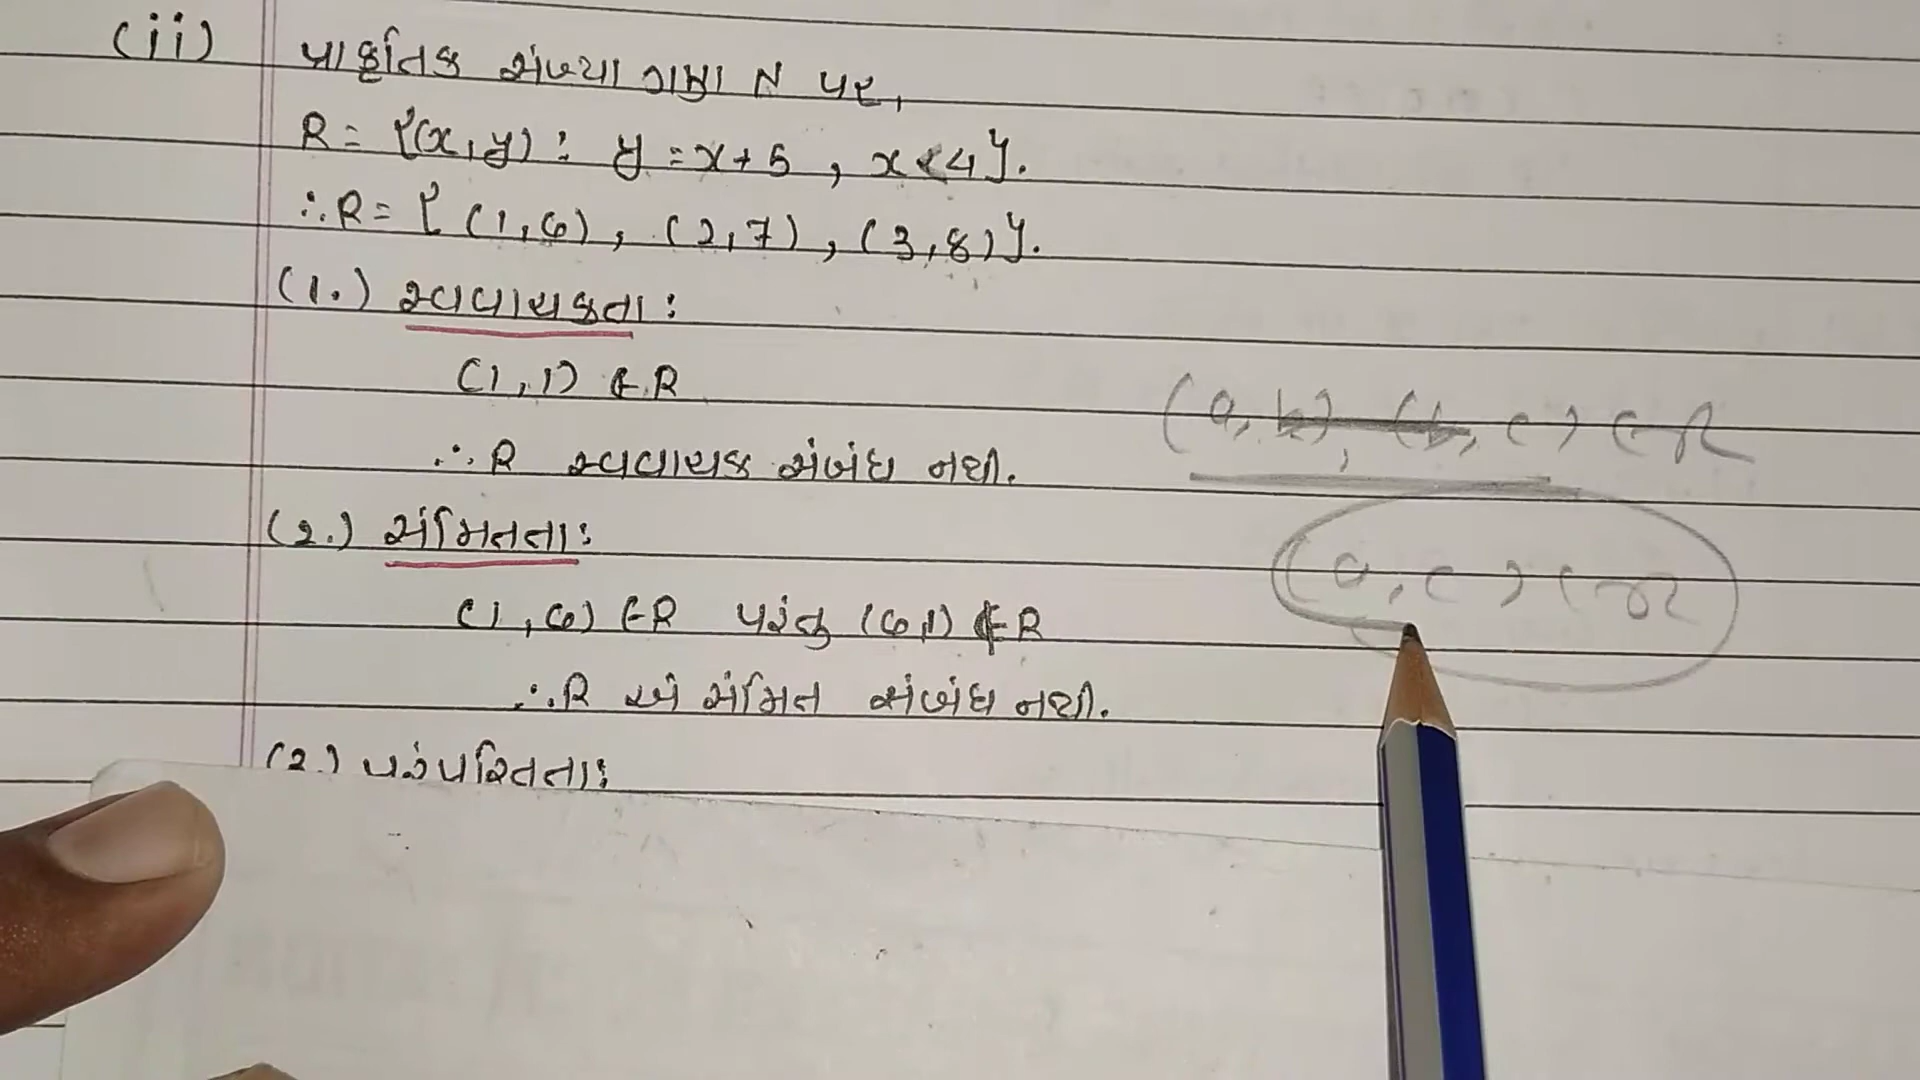 (ii) પ્રાકૃતિક સંખ્યા ગણ N પર,
R = {(x, y) : y = x + 5 , x < 4}.
∴ R = { (1, 6) , (2, 7) , (3, 8) }.
(1.) સ્વવાચકતા :
(1, 1) ∉ R
∴ R સ્વવાચક સંબંધ નથી.
(a, b), (b, c) ∈ R
(2.) સંમિતતા :
(a, c) ∈ R
(1, 6) ∈ R પરંતુ (6, 1) ∉ R
∴ R એ સંમિત સંબંધ નથી.
(3.) પરંપરિતતા :